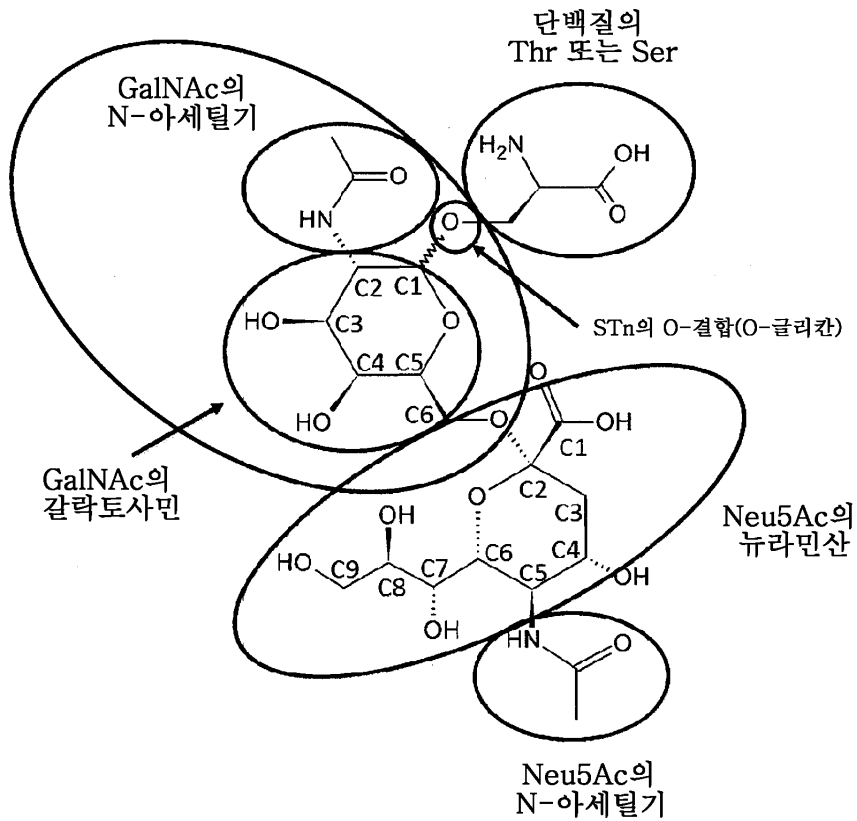 단백질의
Thr 또는 Ser
GalNAc의
N-아세틸기
H₂N
OH
O
O
HN
O
C2
C1
HO
C3
O
C4
C5
STn의 O-결합(O-글리칸)
HO
C6
O
O
OH
C1
GalNAc의
갈락토사민
C2
O
C3
Neu5Ac의
뉴라민산
OH
HO
C9
C8
C7
C6
C5
C4
OH
OH
HN
O
Neu5Ac의
N-아세틸기